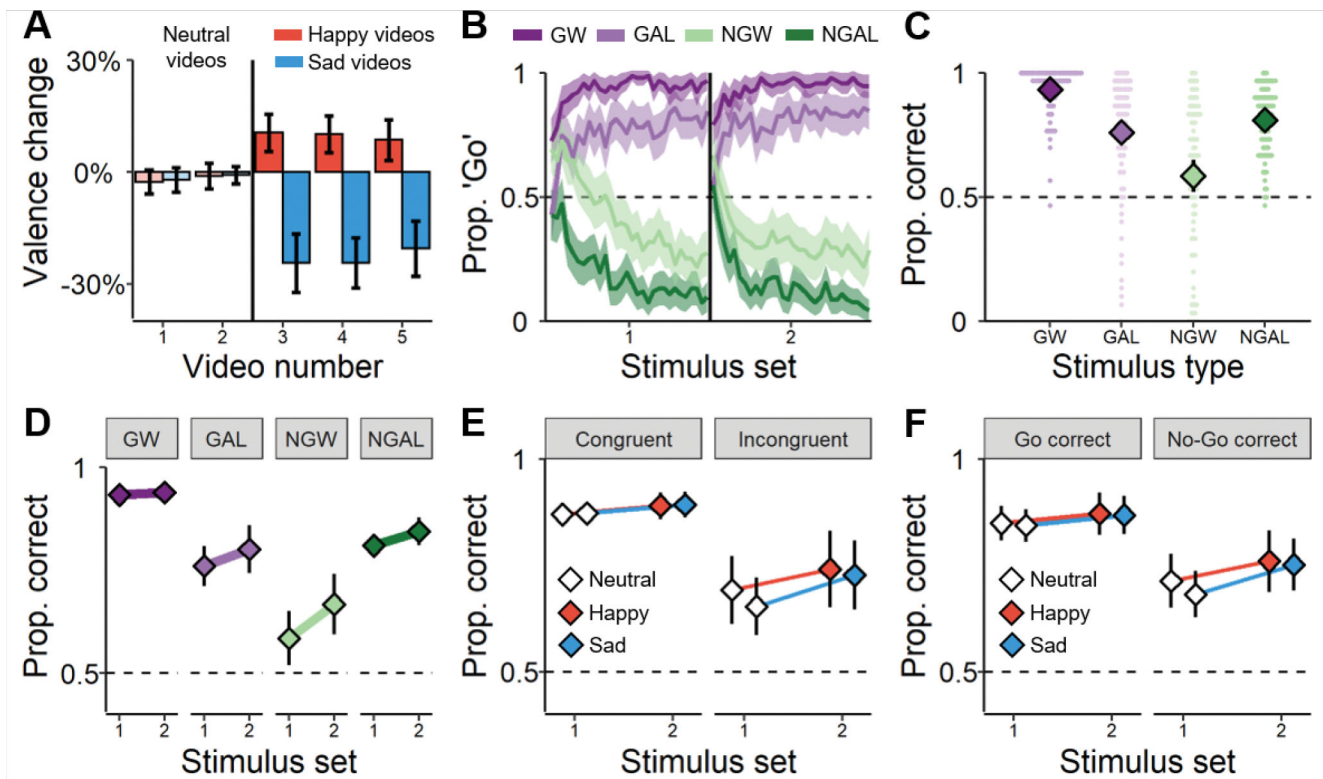 A
Neutral
videos
Happy videos
Sad videos
30%
0%
-30%
Valence change
1 2 3 4 5
Video number
B
GW GAL NGW NGAL
1
0.5
0
Prop. 'Go'
1 2
Stimulus set
C
1
0.5
0
Prop. correct
GW GAL NGW NGAL
Stimulus type
D
GW GAL NGW NGAL
1
0.5
Prop. correct
1 2 1 2 1 2 1 2
Stimulus set
E
Congruent Incongruent
1
0.5
Prop. correct
Neutral
Happy
Sad
1 2 1 2
Stimulus set
F
Go correct No-Go correct
1
0.5
Prop. correct
Neutral
Happy
Sad
1 2 1 2
Stimulus set